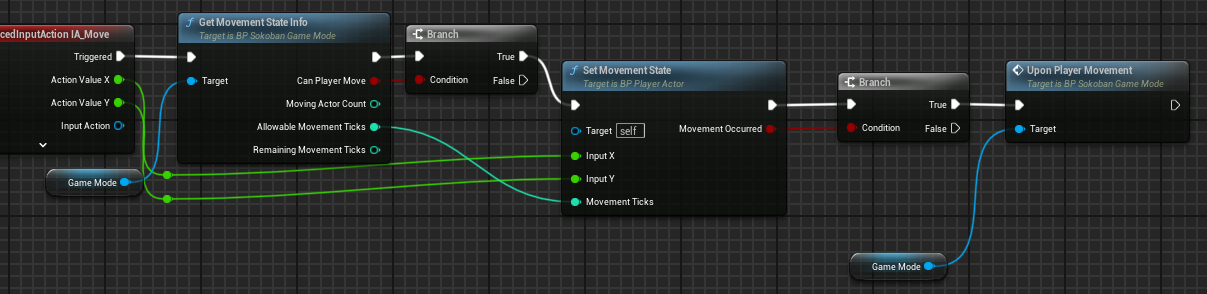 cedInputAction IA_Move
Triggered
Action Value X
Action Value Y
Input Action
Game Mode
Get Movement State Info
Target is BP Sokoban Game Mode
Target
Can Player Move
Moving Actor Count
Allowable Movement Ticks
Remaining Movement Ticks
Branch
True
Condition
False
Set Movement State
Target is BP Player Actor
Target self
Movement Occurred
Input X
Input Y
Movement Ticks
Branch
True
Condition
False
Upon Player Movement
Target is BP Sokoban Game Mode
Target
Game Mode